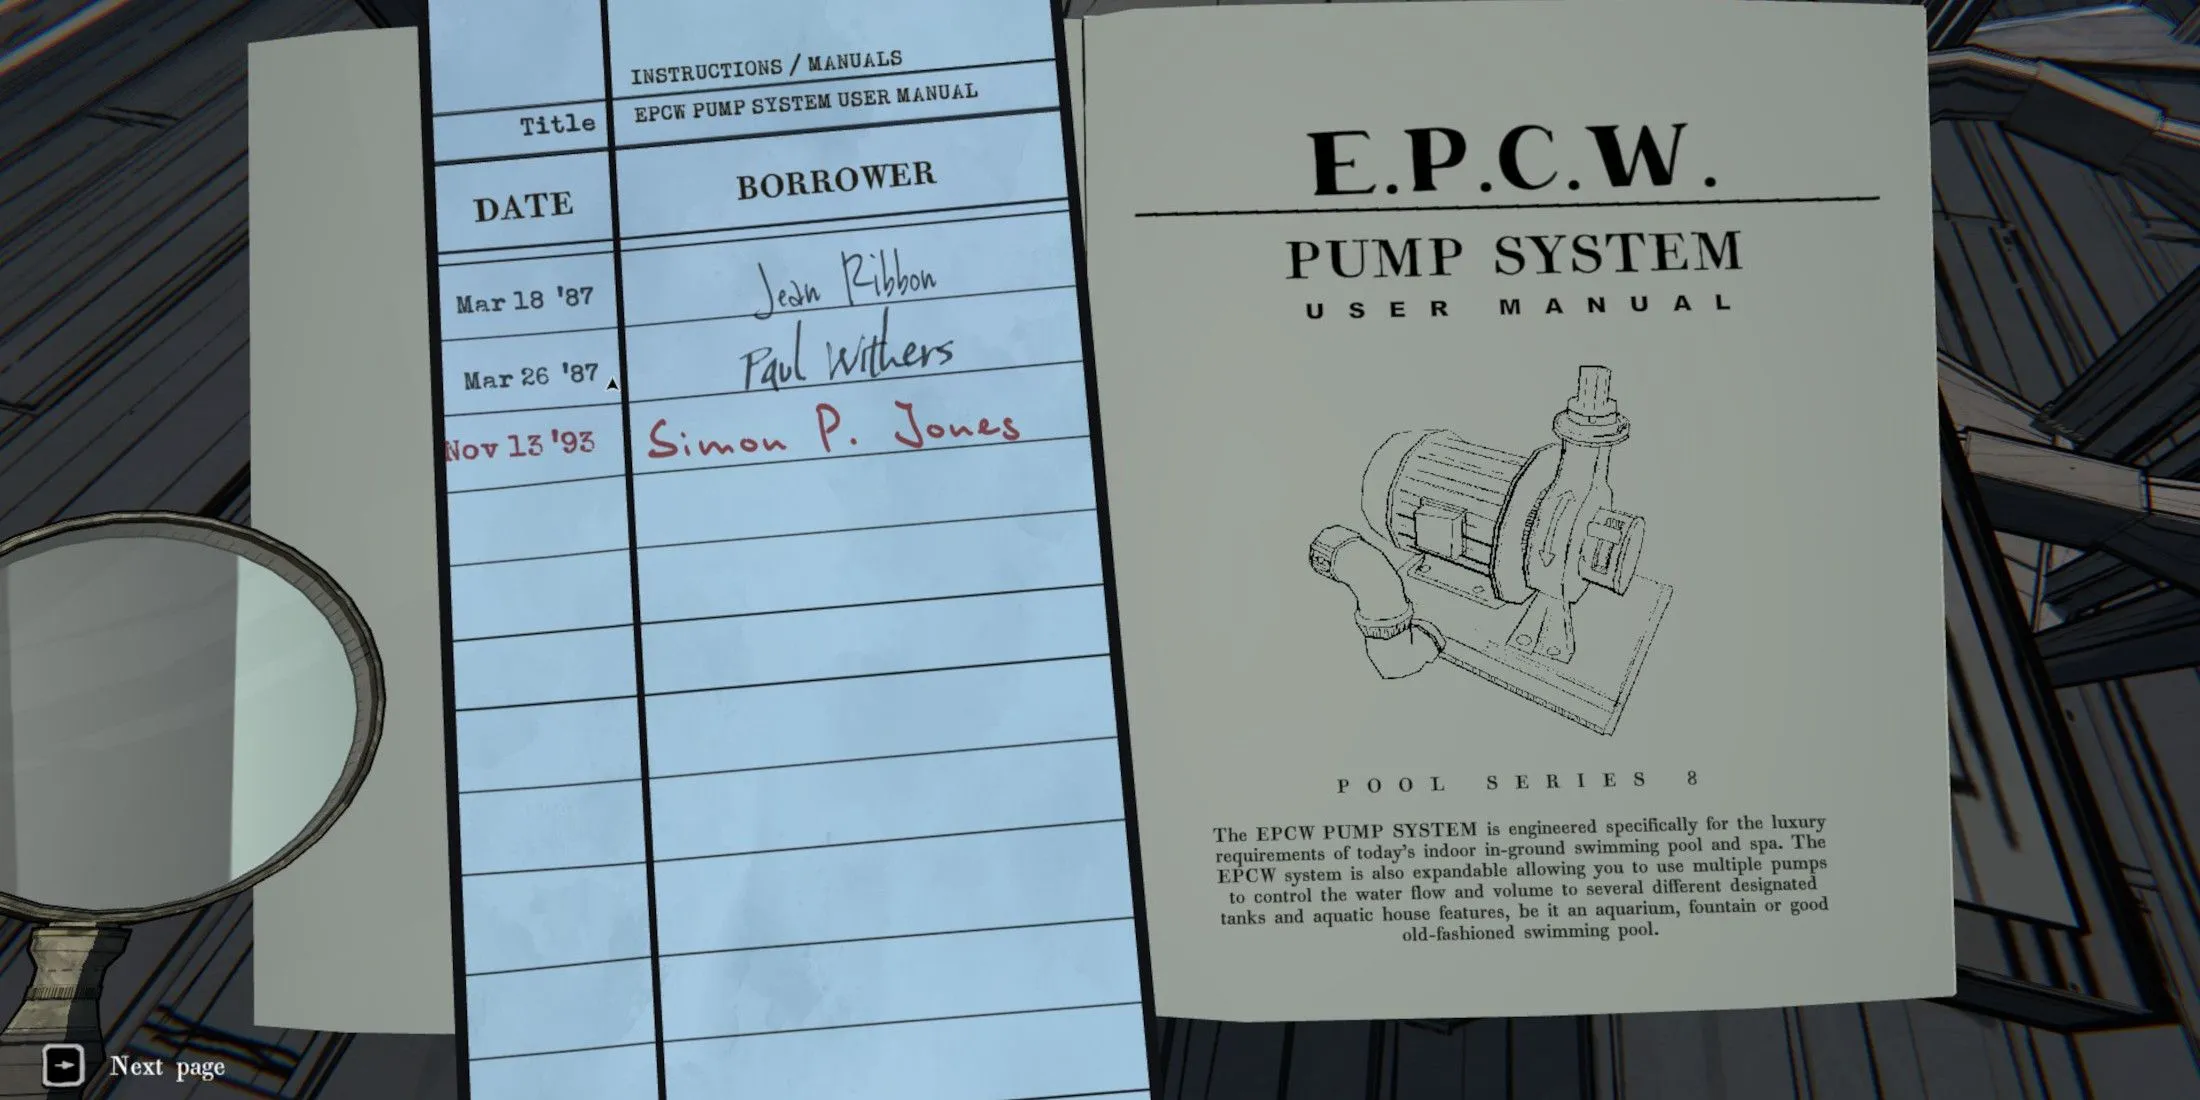 INSTRUCTIONS / MANUALS
Title EPCW PUMP SYSTEM USER MANUAL
DATE BORROWER
Mar 18 '87 Jean Ribbon
Mar 26 '87 Paul Withers
Nov 13 '93 Simon P. Jones
E.P.C.W.
PUMP SYSTEM
USER MANUAL
POOL SERIES 8
The EPCW PUMP SYSTEM is engineered specifically for the luxury
requirements of today's indoor in-ground swimming pool and spa. The
EPCW system is also expandable allowing you to use multiple pumps
to control the water flow and volume to several different designated
tanks and aquatic house features, be it an aquarium, fountain or good
old-fashioned swimming pool.
Next page